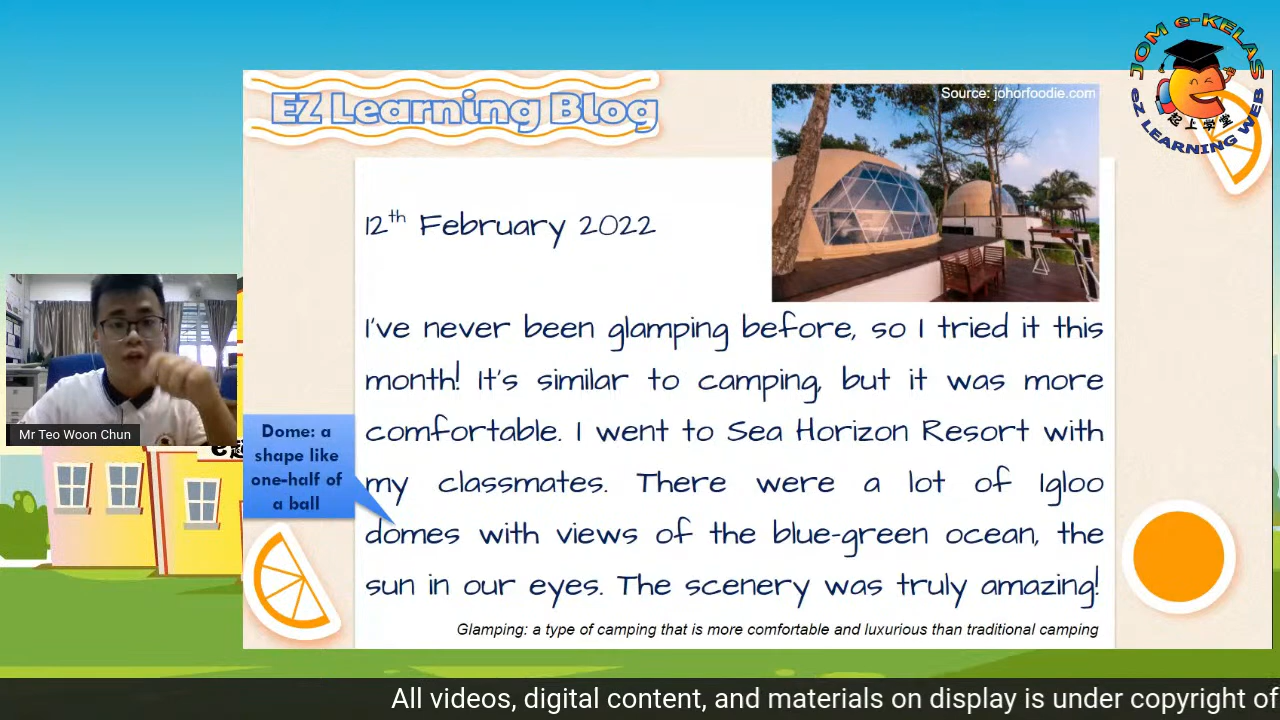 JOM e-KELAS
起上学学
eZ LEARNING WEB
EZ Learning Blog
Source: johorfoodie.com
12th February 2022
I've never been glamping before, so I tried it this
month! It's similar to camping, but it was more
comfortable. I went to Sea Horizon Resort with
my classmates. There were a lot of Igloo
domes with views of the blue-green ocean, the
sun in our eyes. The scenery was truly amazing!
Dome: a
shape like
one-half of
a ball
Glamping: a type of camping that is more comfortable and luxurious than traditional camping
Mr Teo Woon Chun
All videos, digital content, and materials on display is under copyright of